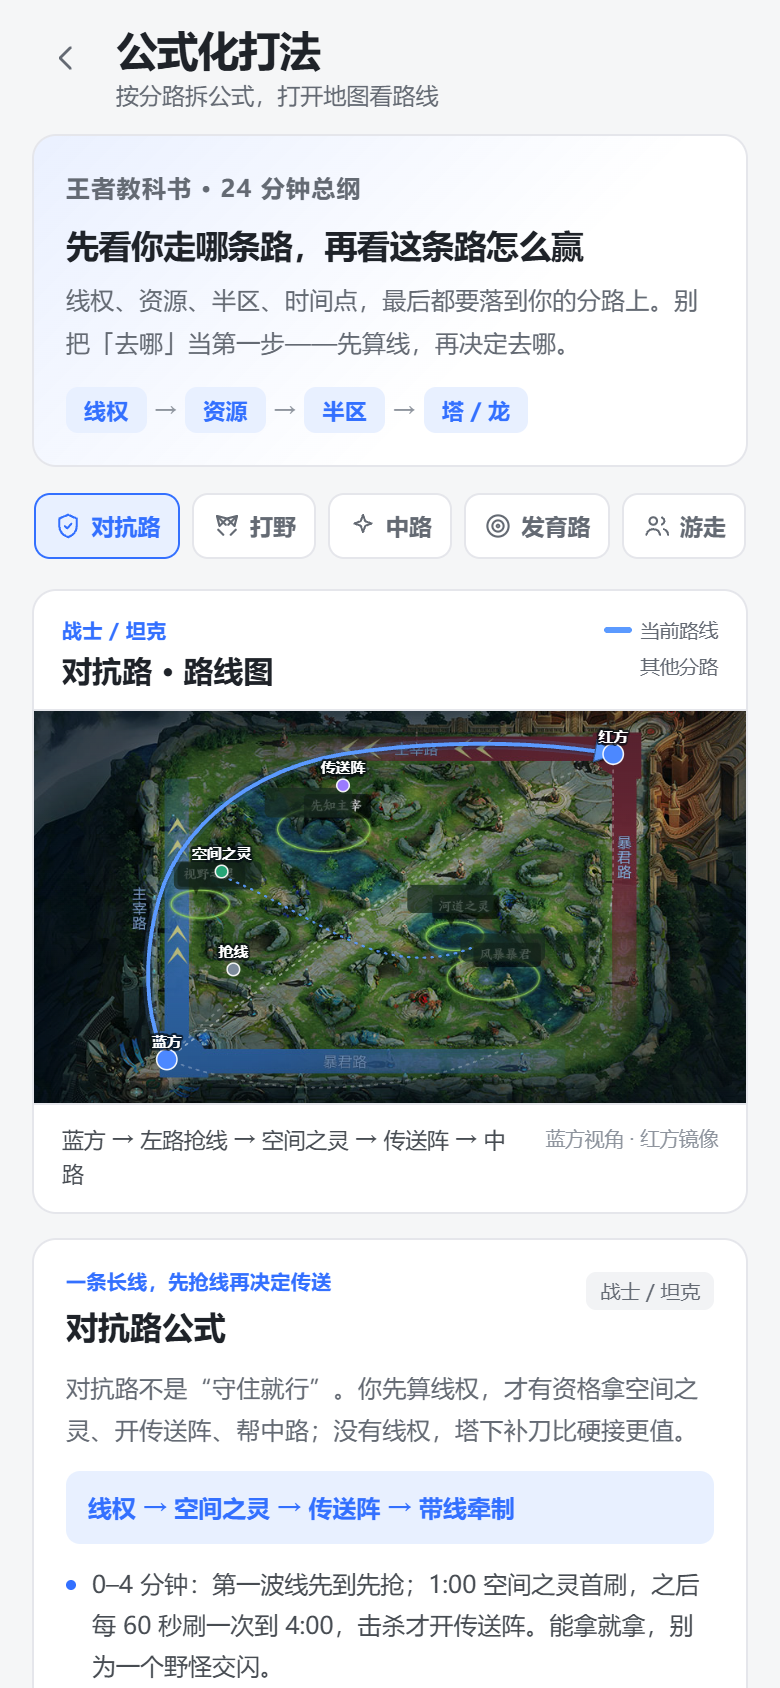 公式化打法
按分路拆公式，打开地图看路线
王者教科书 · 24 分钟总纲
先看你走哪条路，再看这条路怎么赢
线权、资源、半区、时间点，最后都要落到你的分路上。别
把「去哪」当第一步——先算线，再决定去哪。
线权 → 资源 → 半区 → 塔 / 龙
对抗路 打野 中路 发育路 游走
战士 / 坦克
对抗路 · 路线图
当前路线
其他分路
红方
主宰路
传送阵
先知主宰
空间之灵
视野
暴君路
主宰路
河道之灵
抢线
风暴暴君
蓝方
暴君路
蓝方 → 左路抢线 → 空间之灵 → 传送阵 → 中
路
蓝方视角 · 红方镜像
一条长线，先抢线再决定传送
对抗路公式
战士 / 坦克
对抗路不是“守住就行”。你先算线权，才有资格拿空间之
灵、开传送阵、帮中路；没有线权，塔下补刀比硬接更值。
线权 → 空间之灵 → 传送阵 → 带线牵制
• 0–4 分钟：第一波线先到先抢；1:00 空间之灵首刷，之后
每 60 秒刷一次到 4:00，击杀才开传送阵。能拿就拿，别
为一个野怪交闪。